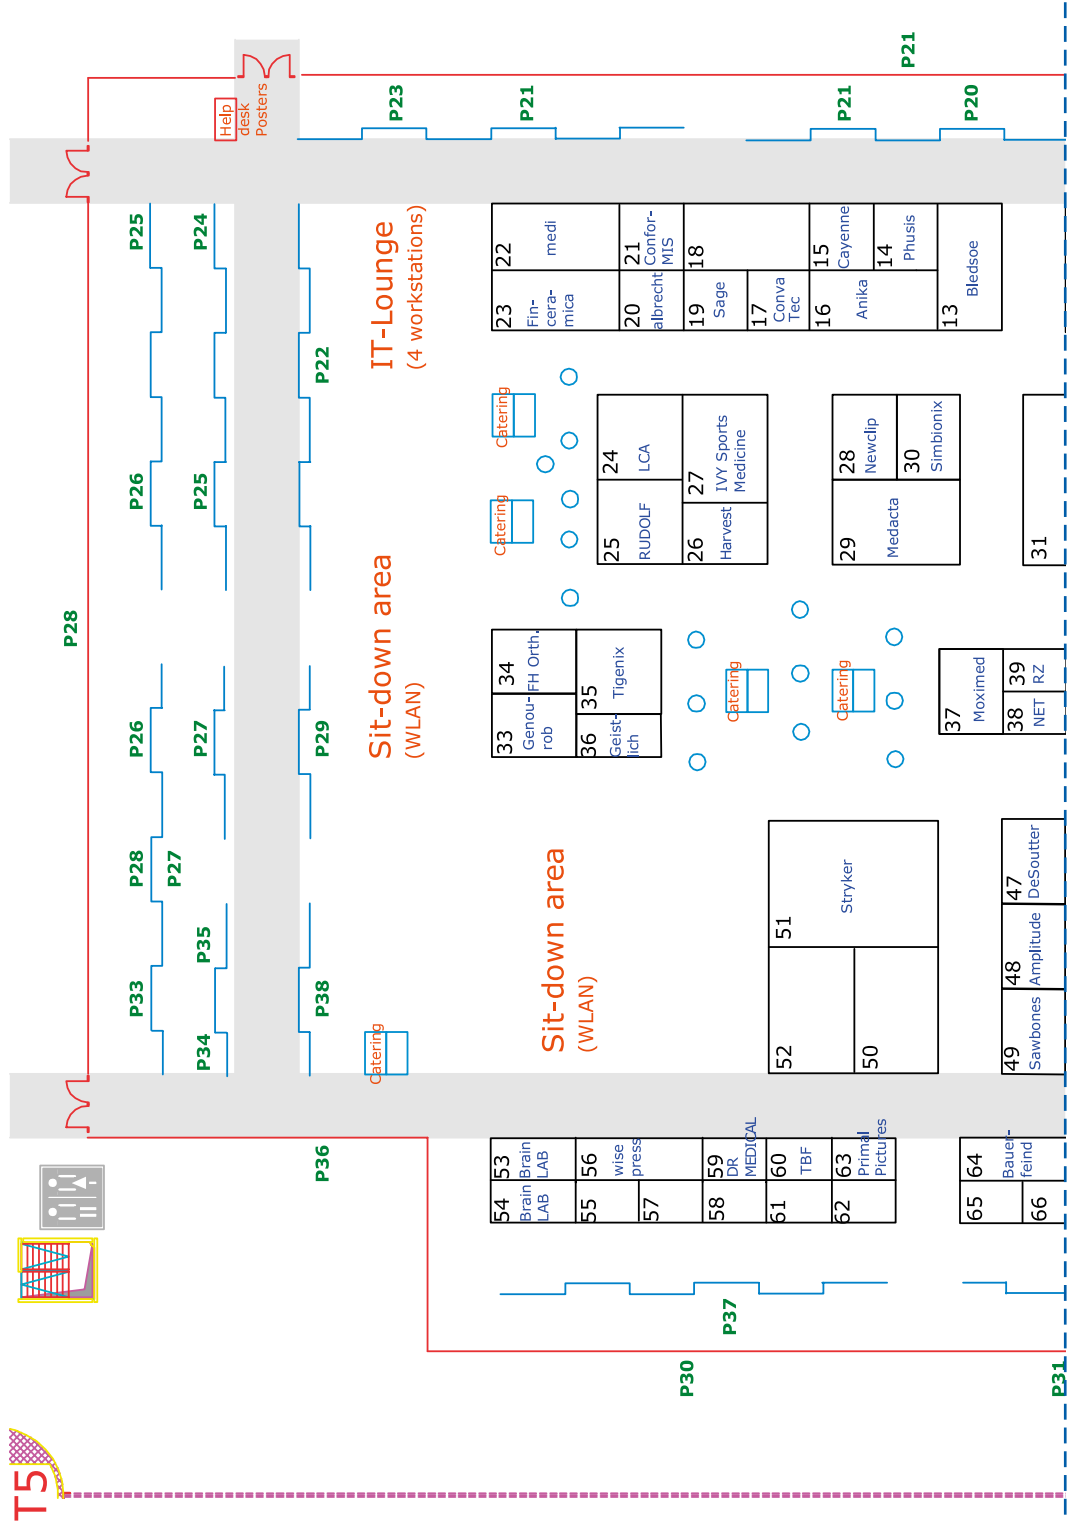 P21
P23
P21
P21
P20
Help
desk
Posters
P25
P24
IT-Lounge
(4 workstations)
22
medi
21
Confor-
MIS
18
15
Cayenne
14
Phusis
23
Fin-
cera-
mica
20
albrecht
19
Sage
17
Conva
Tec
16
Anika
13
Bledsoe
P22
Catering
Catering
P26
P25
24
LCA
27
IVY Sports
Medicine
25
RUDOLF
26
Harvest
28
Newclip
30
Simbionix
29
Medacta
31
P28
Sit-down area
(WLAN)
34
FH Orth.
35
Tigenix
33
Genou-
rob
36
Geist-
lich
Catering
Catering
37
Moximed
39
RZ
38
NET
P26
P27
P29
P28
P27
P35
P33
P34
P38
Catering
Sit-down area
(WLAN)
51
Stryker
52
50
47
DeSoutter
48
Amplitude
49
Sawbones
P36
53
Brain
LAB
56
wise
press
59
DR
MEDICAL
60
TBF
63
Primal
Pictures
64
Bauer-
feind
54
Brain
LAB
55
57
58
61
62
65
66
P37
P30
P31
T5